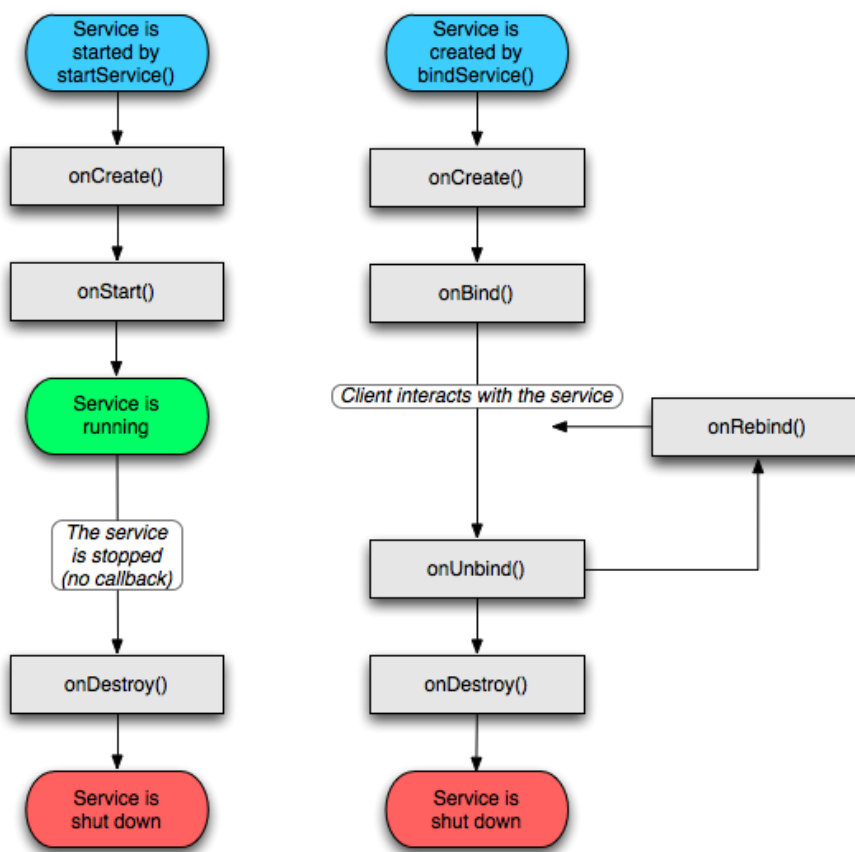 Service is
started by
startService()
onCreate()
onStart()
Service is
running
The service
is stopped
(no callback)
onDestroy()
Service is
shut down
Service is
created by
bindService()
onCreate()
onBind()
Client interacts with the service
onRebind()
onUnbind()
onDestroy()
Service is
shut down